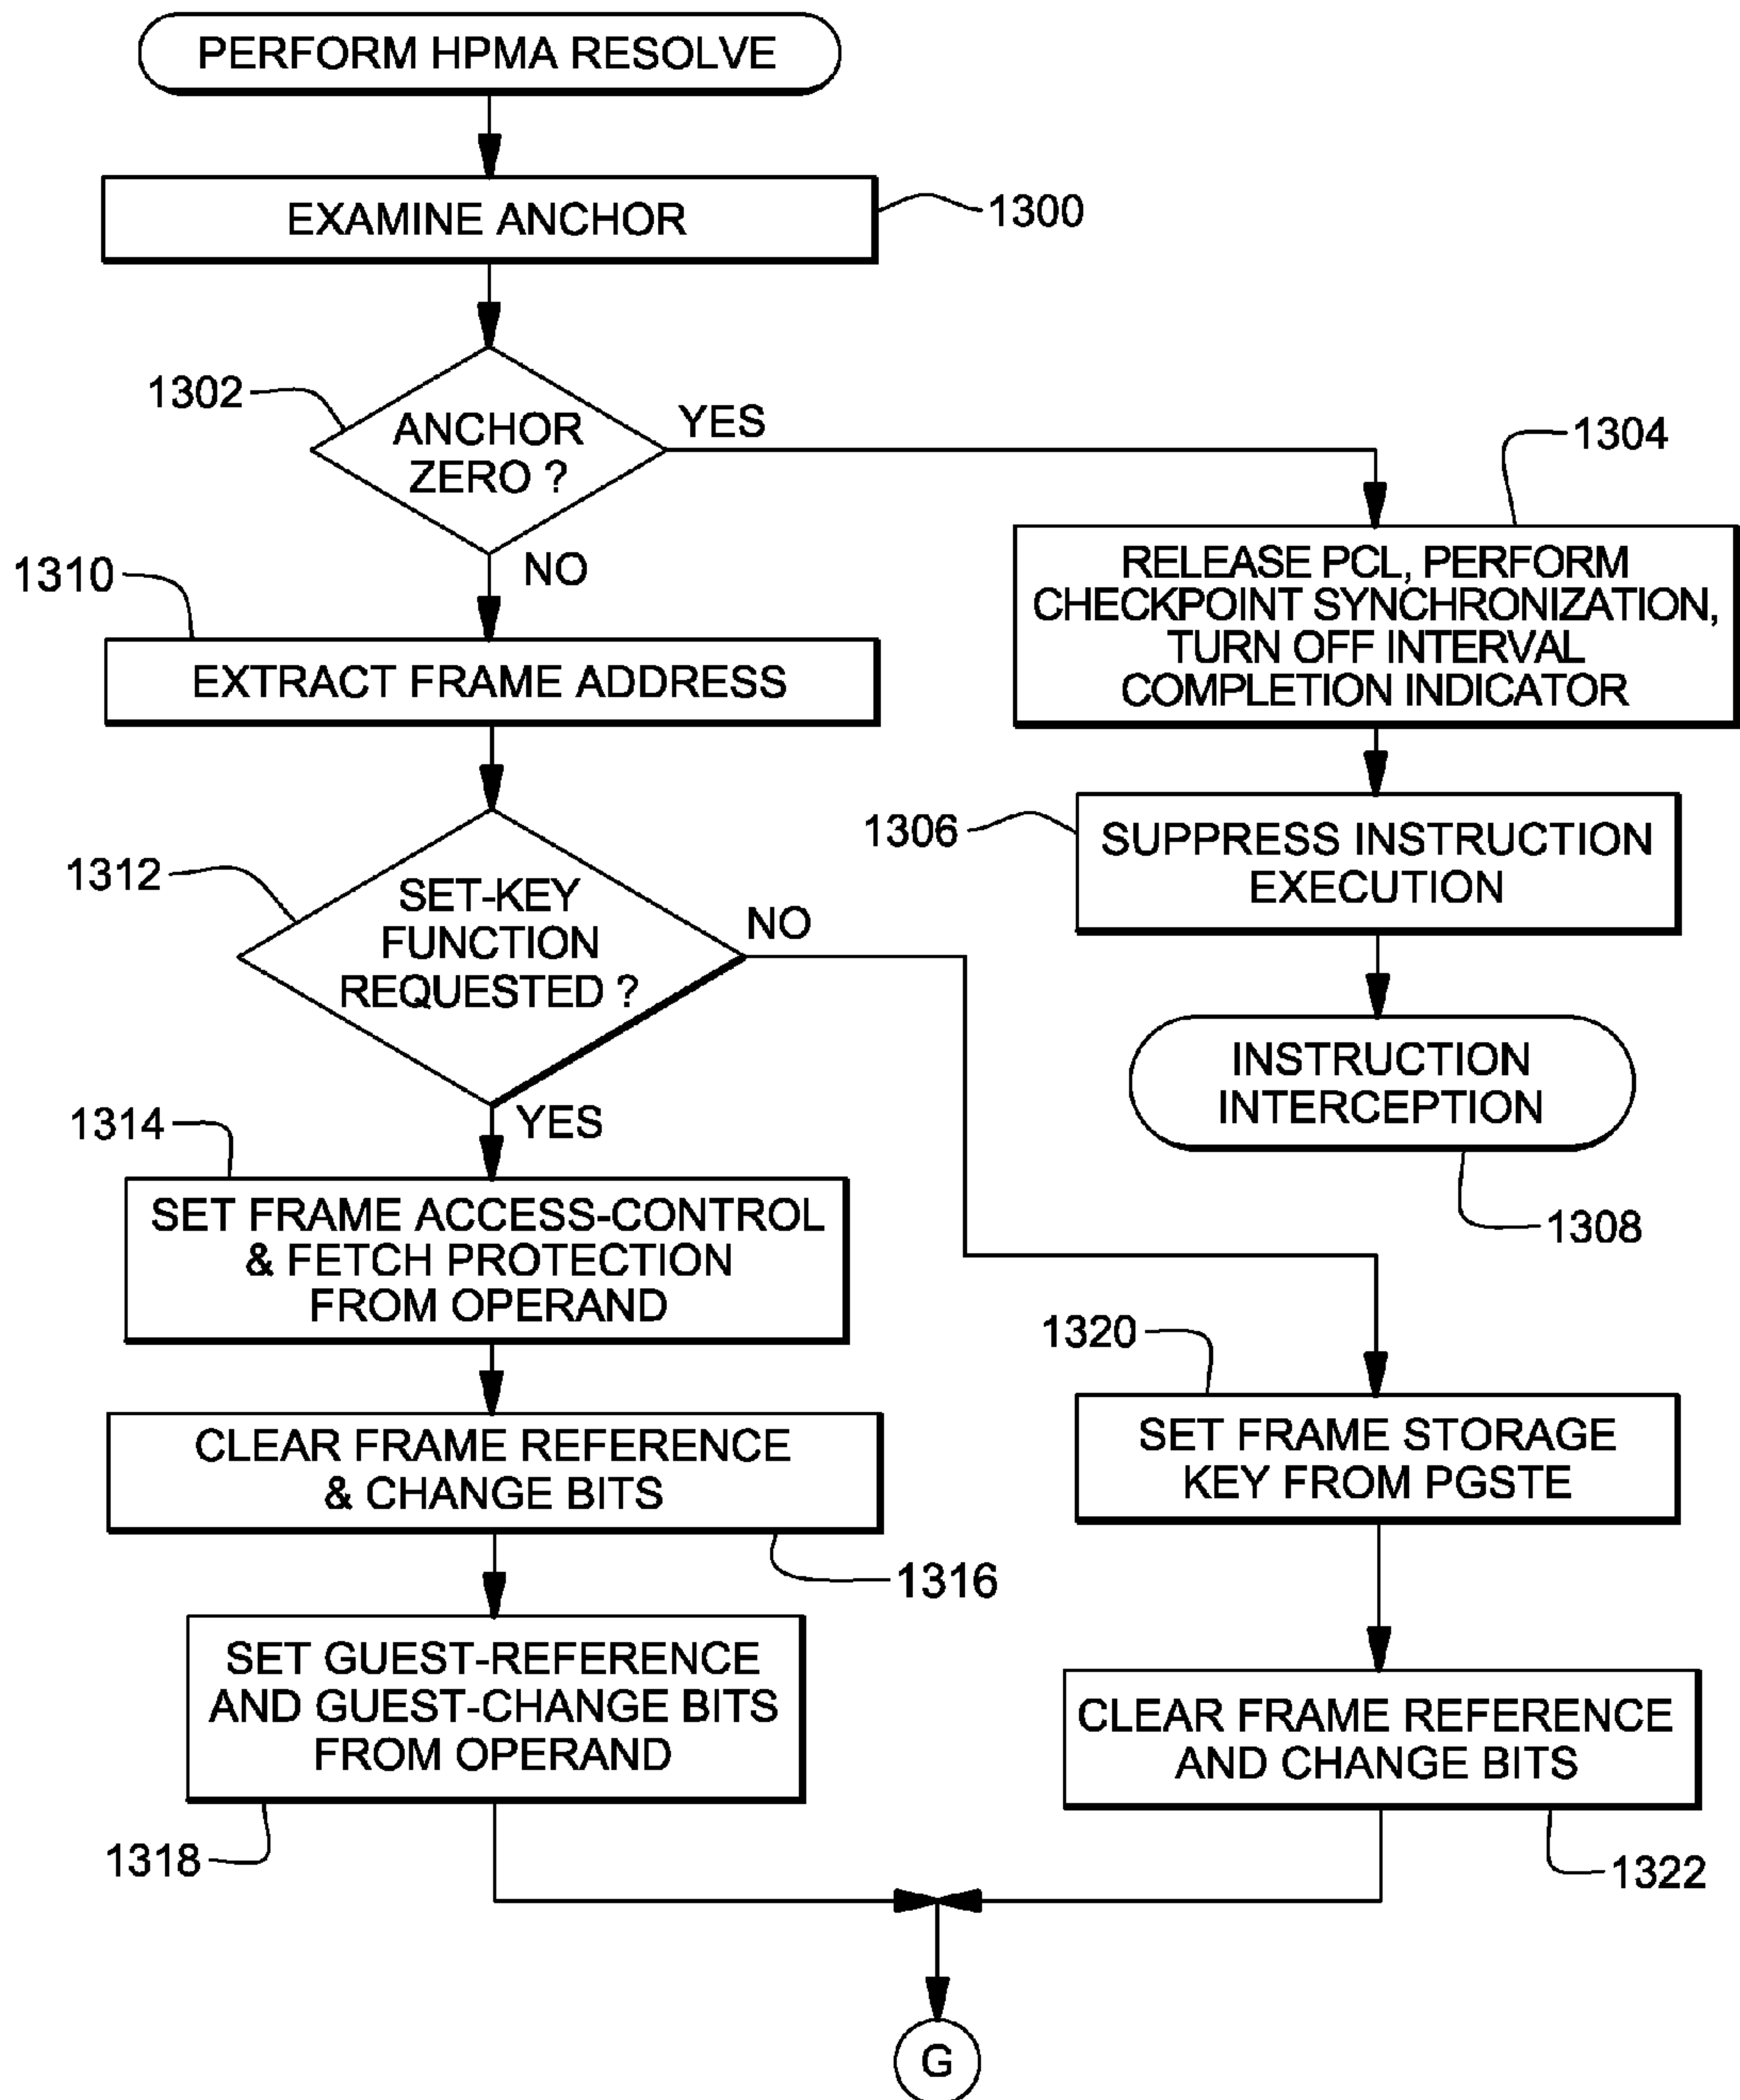 PERFORM HPMA RESOLVE
EXAMINE ANCHOR
1300
1302
ANCHOR
ZERO ?
YES
NO
1304
RELEASE PCL, PERFORM
CHECKPOINT SYNCHRONIZATION,
TURN OFF INTERVAL
COMPLETION INDICATOR
1306
SUPPRESS INSTRUCTION
EXECUTION
INSTRUCTION
INTERCEPTION
1308
1310
EXTRACT FRAME ADDRESS
1312
SET-KEY
FUNCTION
REQUESTED ?
NO
YES
1314
SET FRAME ACCESS-CONTROL
& FETCH PROTECTION
FROM OPERAND
CLEAR FRAME REFERENCE
& CHANGE BITS
1316
SET GUEST-REFERENCE
AND GUEST-CHANGE BITS
FROM OPERAND
1318
1320
SET FRAME STORAGE
KEY FROM PGSTE
CLEAR FRAME REFERENCE
AND CHANGE BITS
1322
G